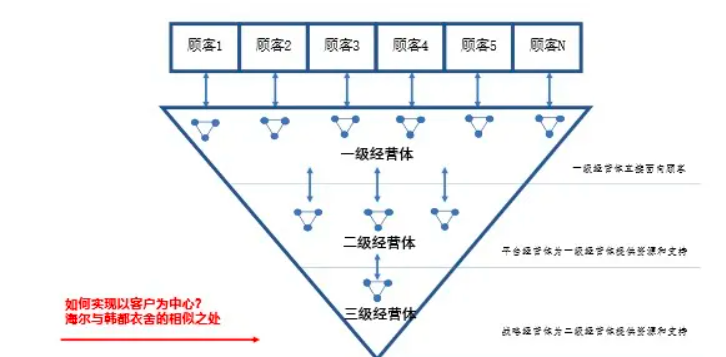 顾客1 顾客2 顾客3 顾客4 顾客5 顾客N
一级经营体
一级经营体直接面向顾客
二级经营体
平台经营体为一级经营体提供资源和支持
三级经营体
如何实现以客户为中心?
海尔与韩都衣舍的相似之处
战略经营体为二级经营体提供资源和支持